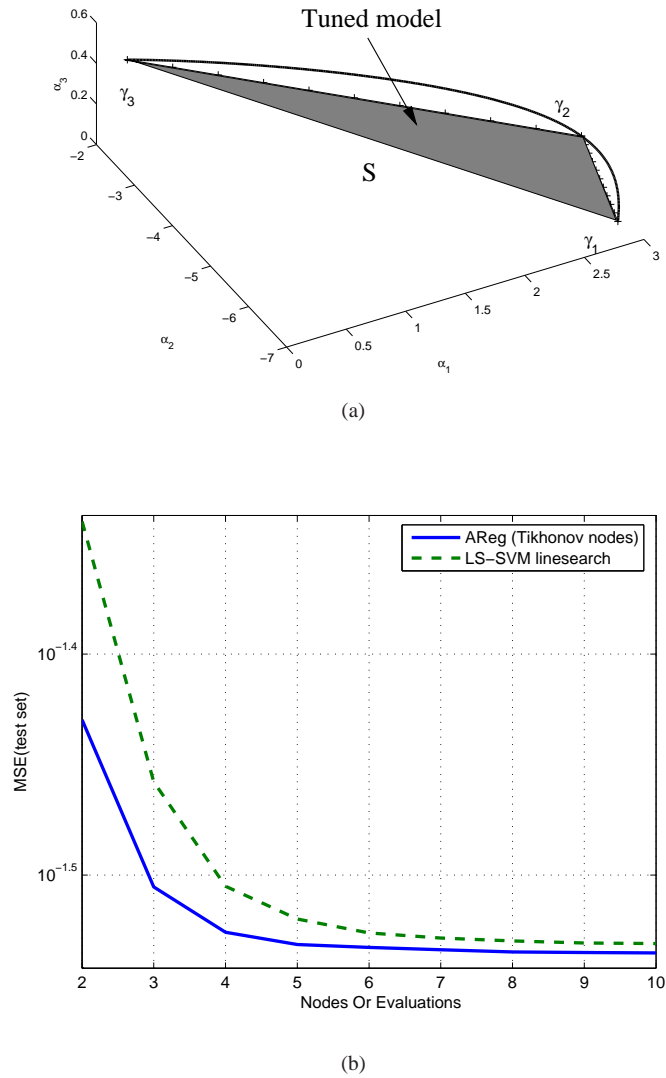 Tuned model
0.6
0.4
0.2
0
α3
γ3
γ2
S
γ1
−2
−3
−4
−5
−6
−7
α2
0
0.5
1
1.5
2
2.5
3
α1
(a)
AReg (Tikhonov nodes)
LS−SVM linesearch
10^−1.4
10^−1.5
MSE(test set)
2 3 4 5 6 7 8 9 10
Nodes Or Evaluations
(b)